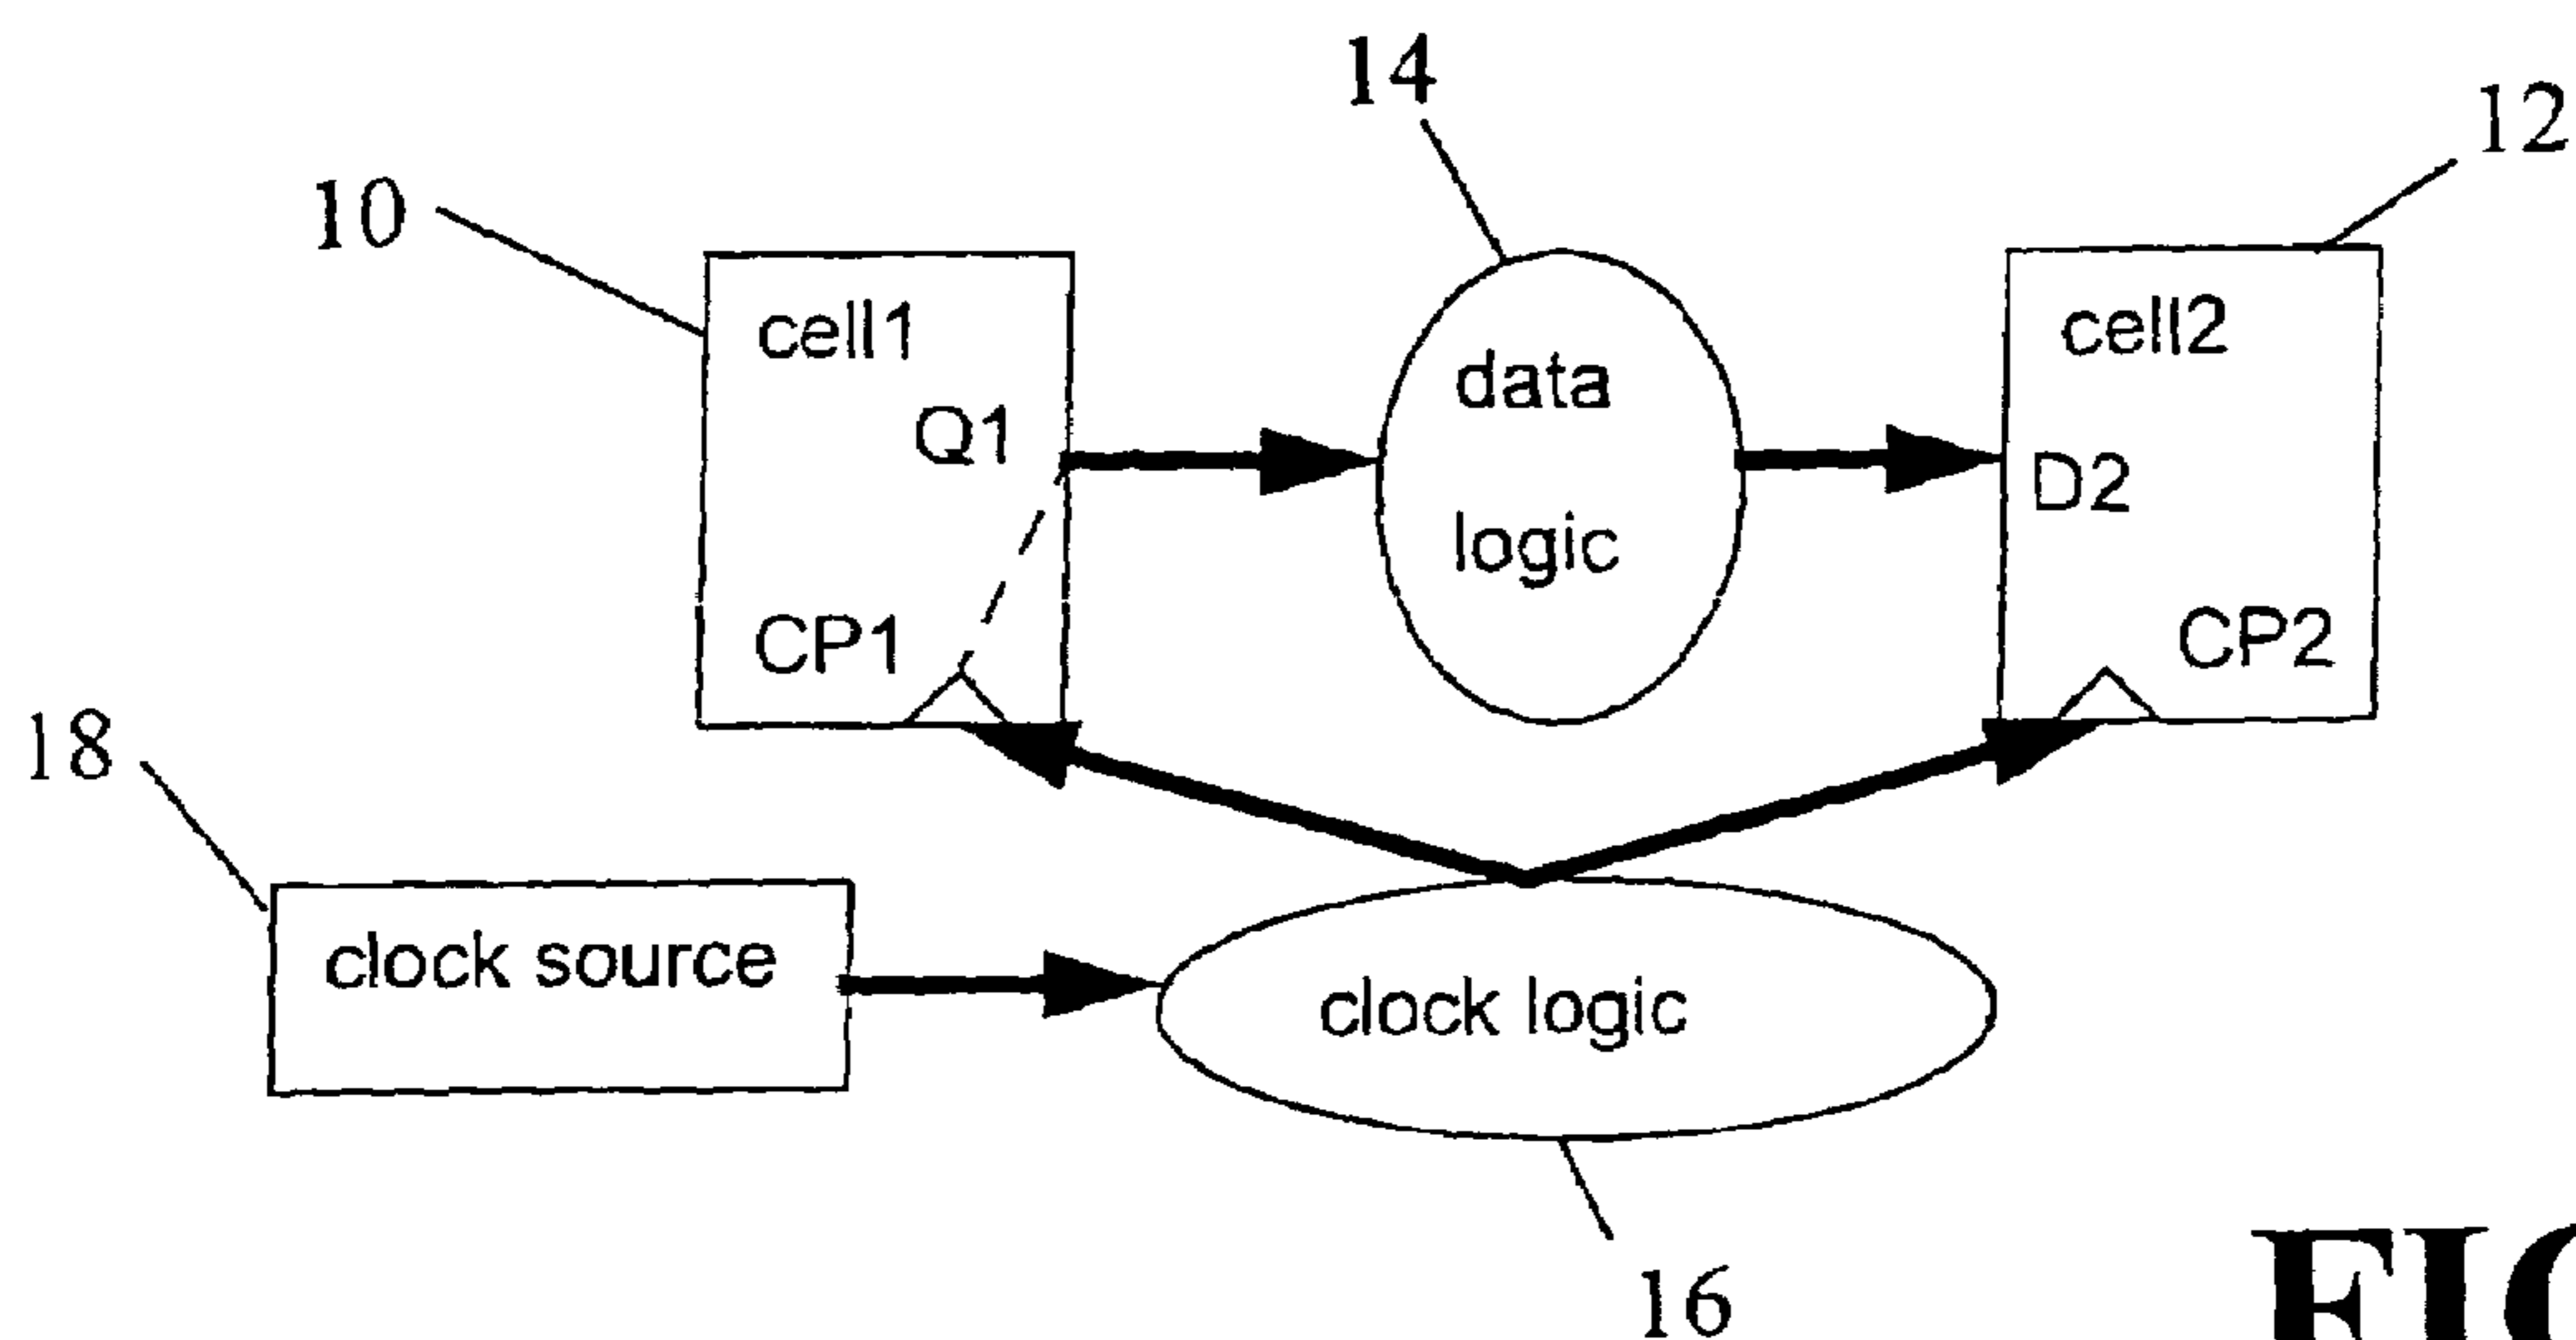 14
12
10
cell1
Q1
CP1
data
logic
cell2
D2
CP2
18
clock source
clock logic
16